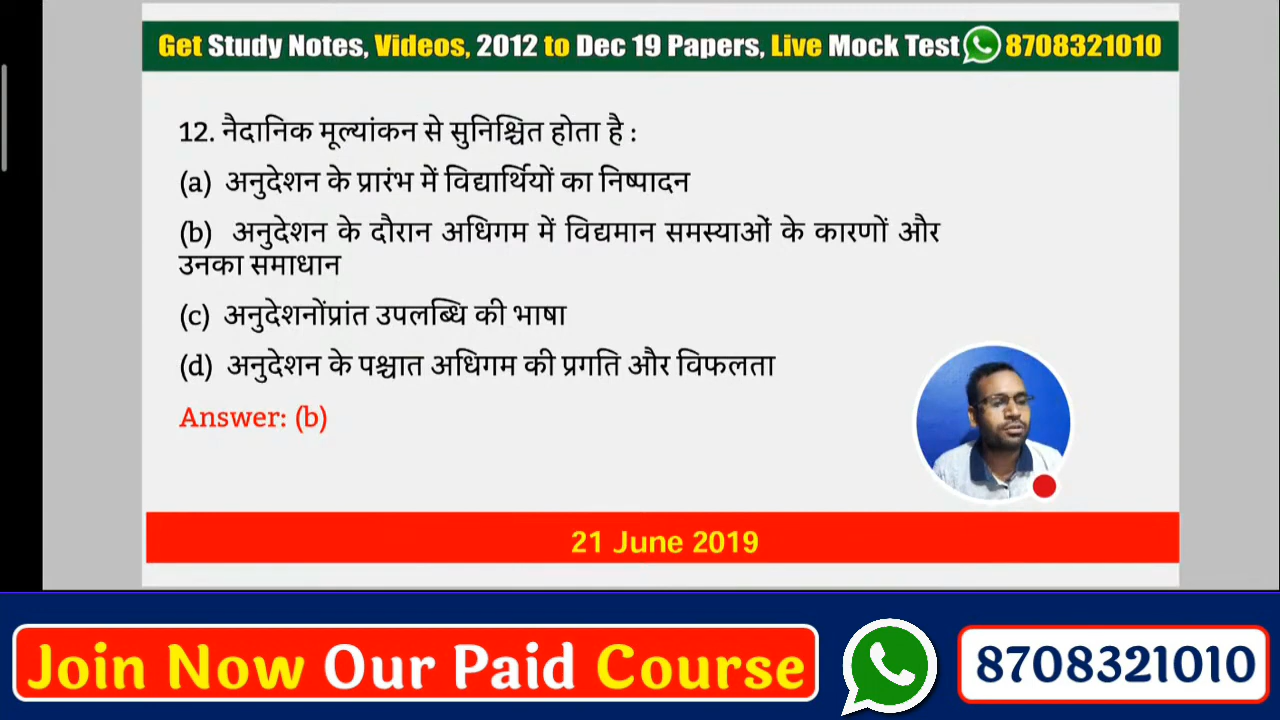 Get Study Notes, Videos, 2012 to Dec 19 Papers, Live Mock Test 8708321010
12. नैदानिक मूल्यांकन से सुनिश्चित होता है :
(a) अनुदेशन के प्रारंभ में विद्यार्थियों का निष्पादन
(b) अनुदेशन के दौरान अधिगम में विद्यमान समस्याओं के कारणों और
उनका समाधान
(c) अनुदेशनोंप्रांत उपलब्धि की भाषा
(d) अनुदेशन के पश्चात अधिगम की प्रगति और विफलता
Answer: (b)
21 June 2019
Join Now Our Paid Course 8708321010